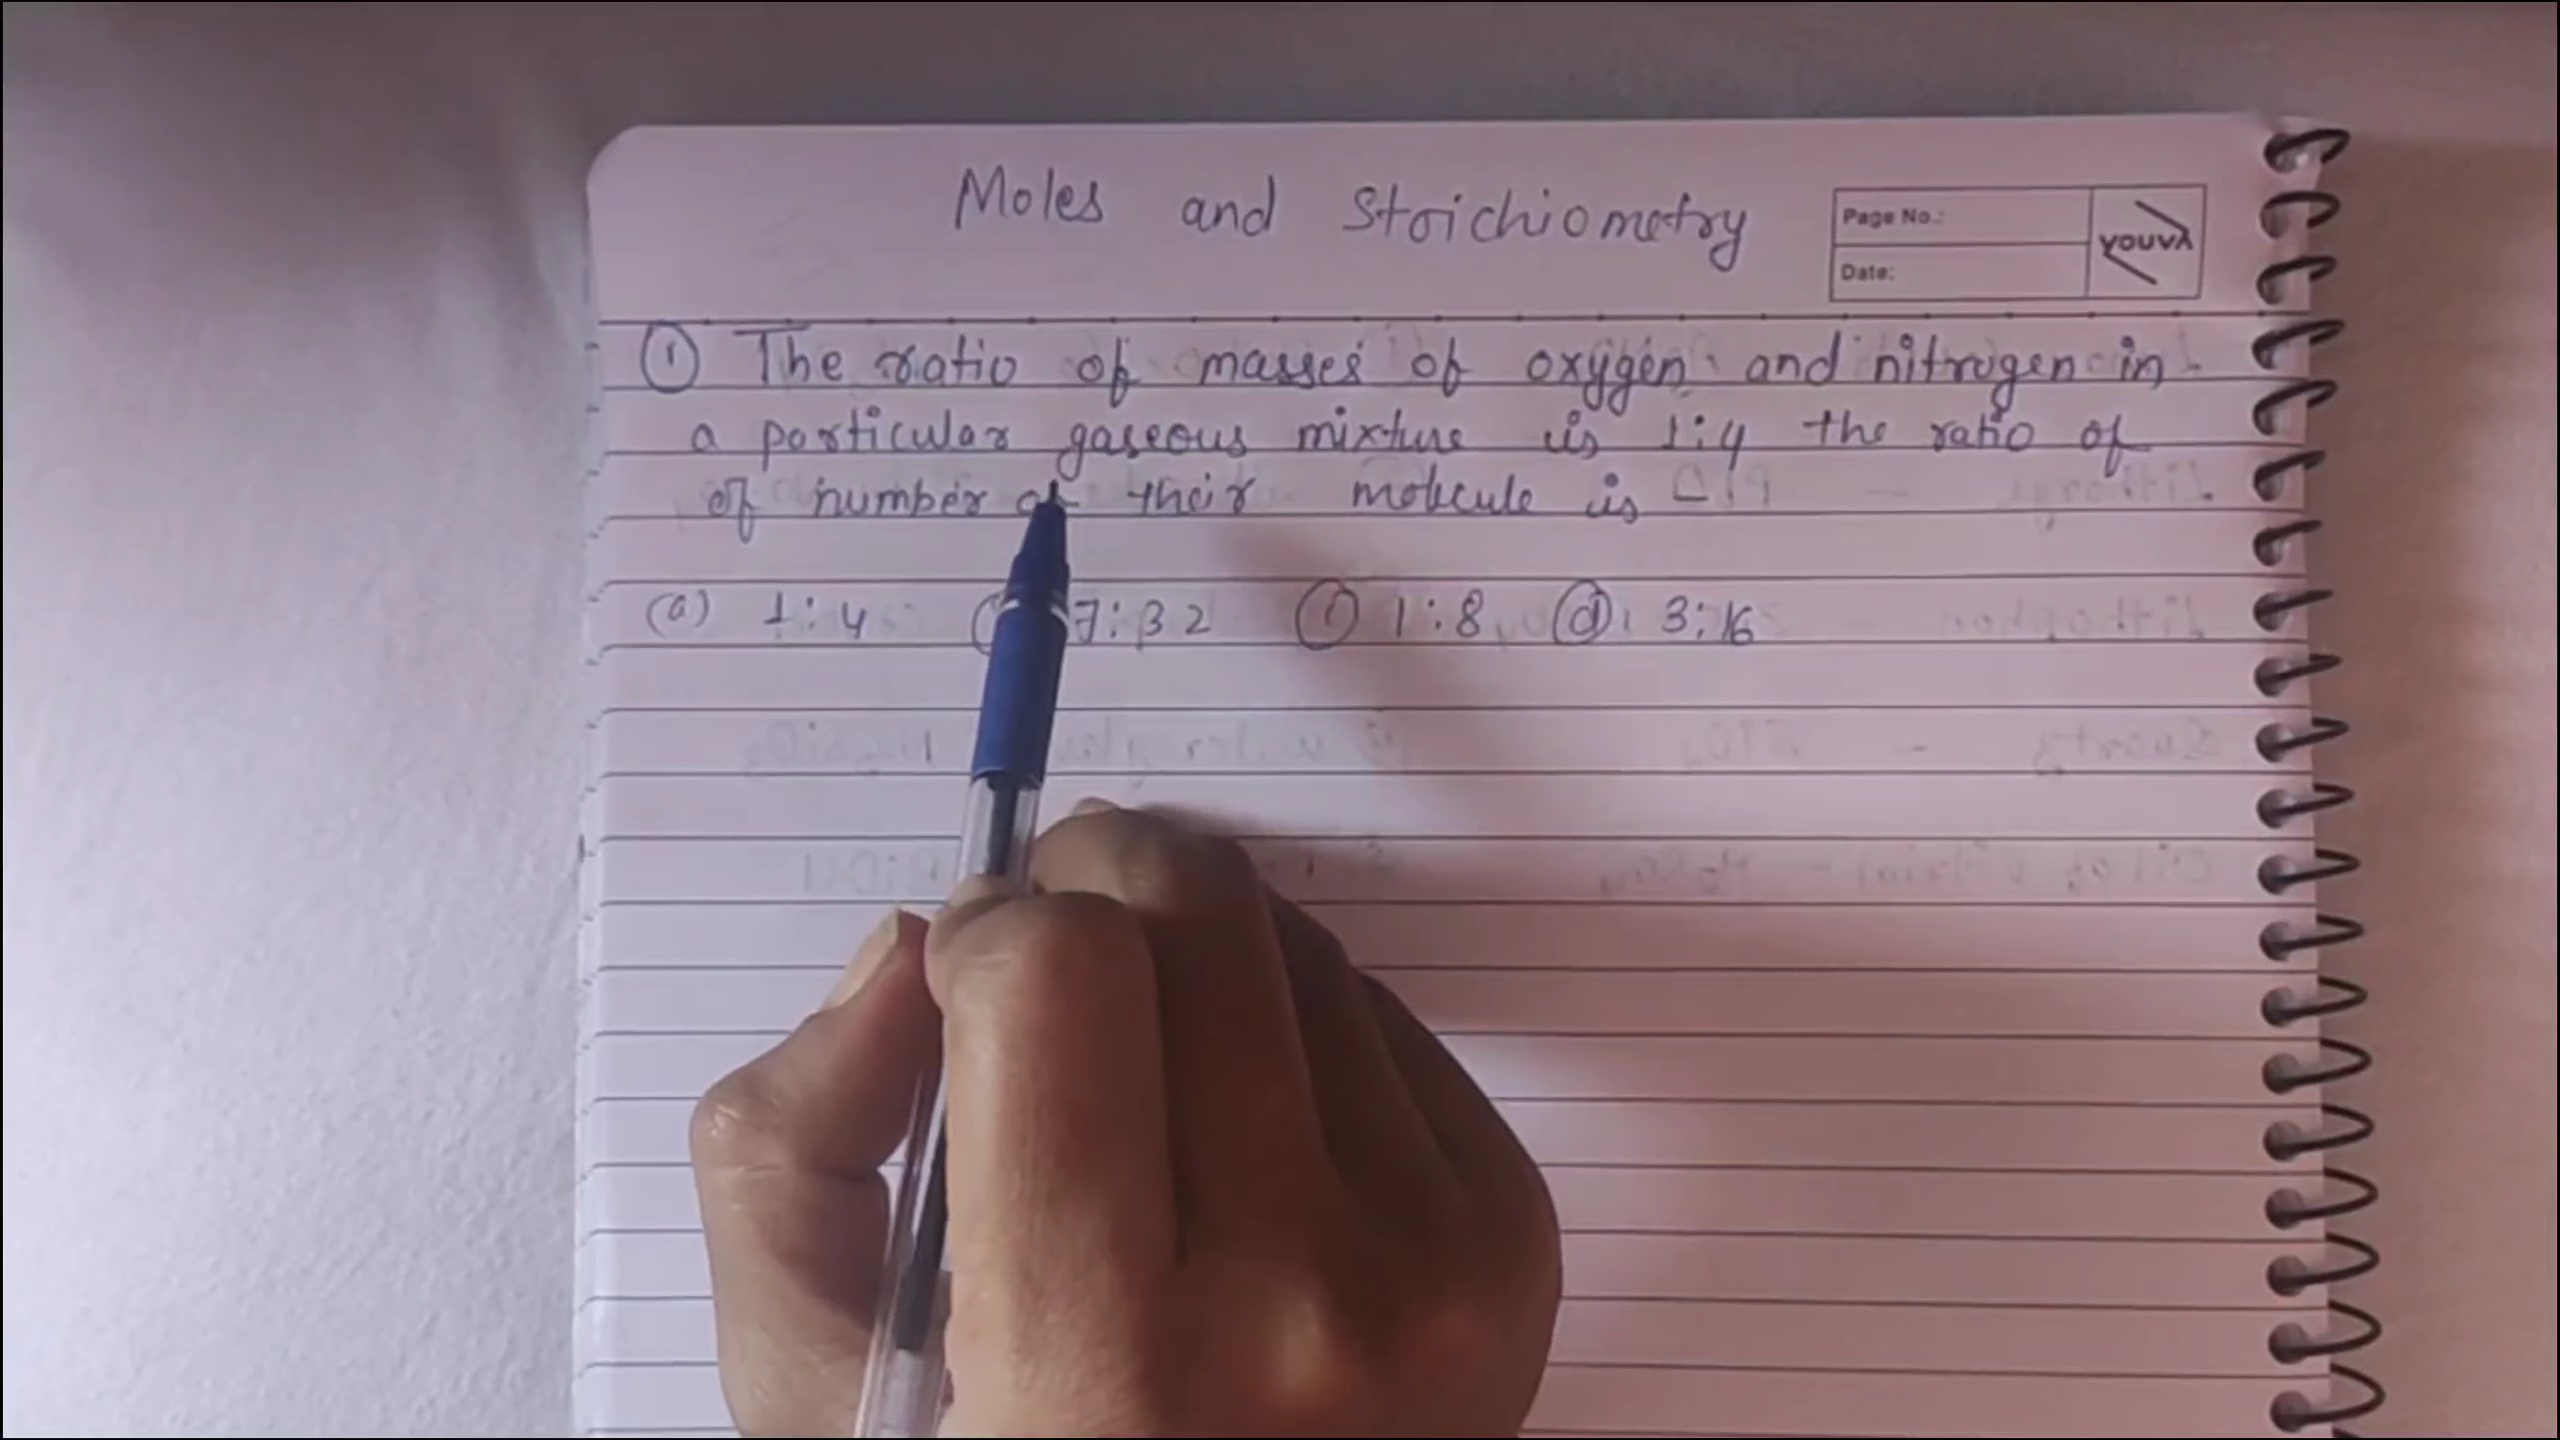 Moles and Stoichiometry
Page No.:
Date:
YOUVA
① The ratio of masses of oxygen and nitrogen in
a particular gaseous mixture is 1:4 the ratio of
of number of their molecule is
(a) 1:4 7:32 1:8 ⓓ 3:16